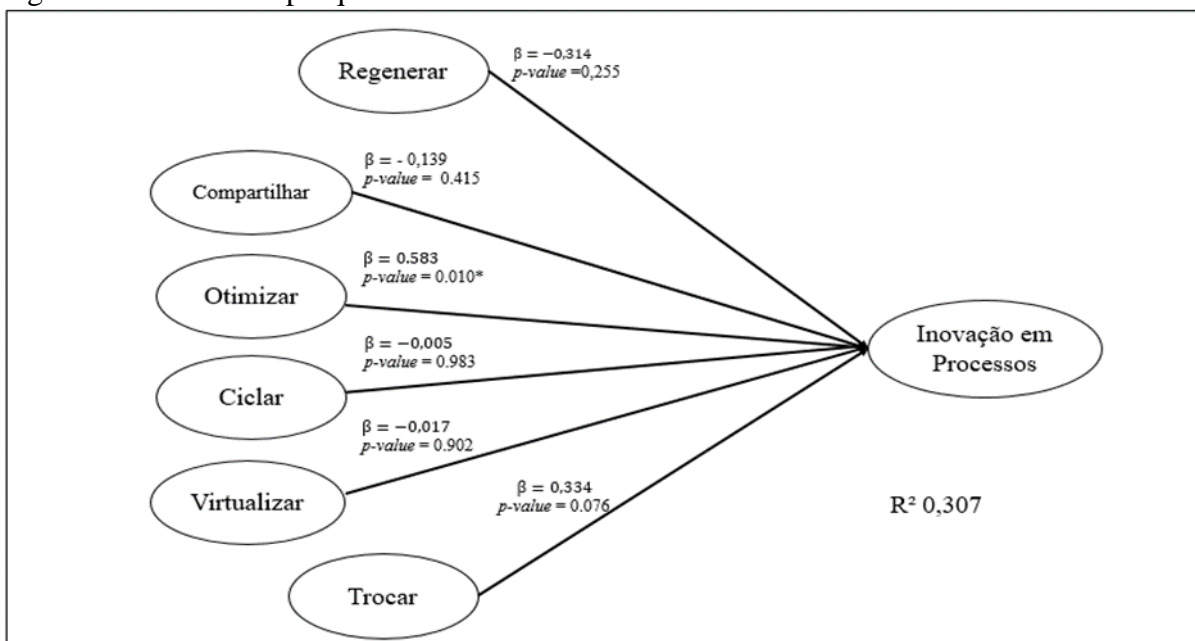 Regenerar
β = −0,314
p-value =0,255
Compartilhar
β = - 0,139
p-value = 0.415
Otimizar
β = 0.583
p-value = 0.010*
Ciclar
β = −0,005
p-value = 0.983
Virtualizar
β = −0,017
p-value = 0.902
Trocar
β = 0,334
p-value = 0.076
Inovação em
Processos
R² 0,307